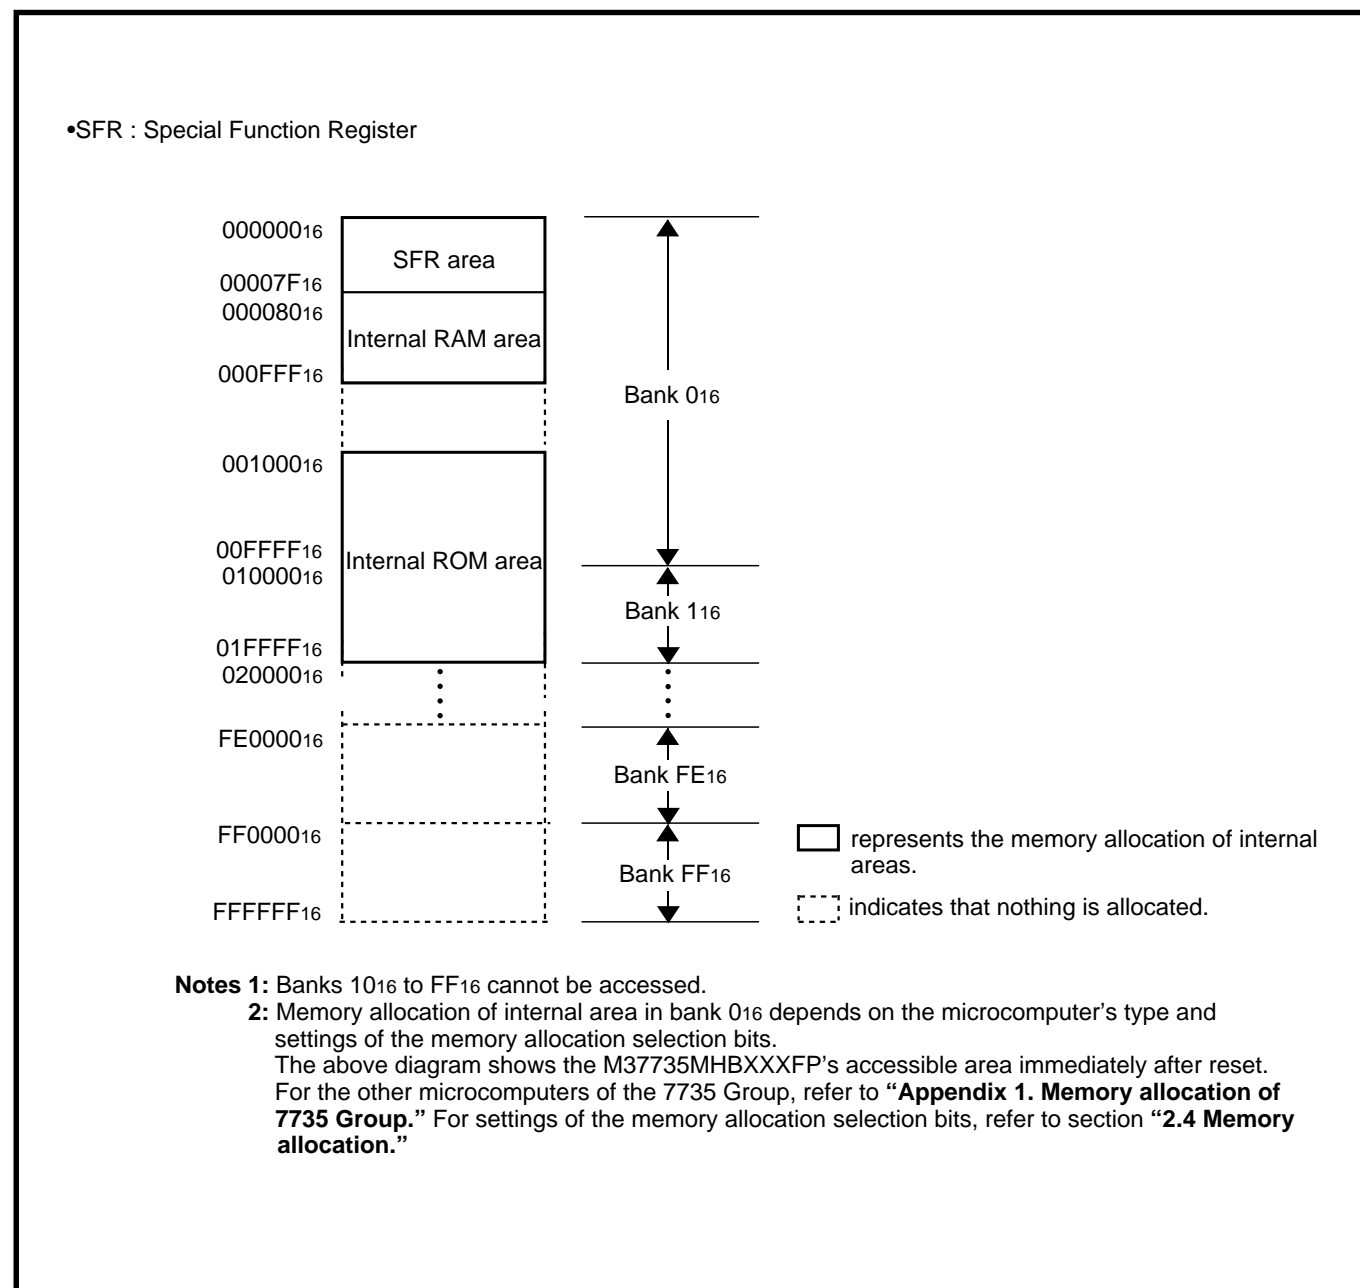 •SFR : Special Function Register
000000₁₆
SFR area
00007F₁₆
000080₁₆
Internal RAM area
000FFF₁₆
Bank 0₁₆
001000₁₆
00FFFF₁₆
Internal ROM area
010000₁₆
Bank 1₁₆
01FFFF₁₆
020000₁₆
FE0000₁₆
Bank FE₁₆
FF0000₁₆
Bank FF₁₆
FFFFFF₁₆
represents the memory allocation of internal
areas.
indicates that nothing is allocated.
Notes 1: Banks 10₁₆ to FF₁₆ cannot be accessed.
2: Memory allocation of internal area in bank 0₁₆ depends on the microcomputer’s type and
settings of the memory allocation selection bits.
The above diagram shows the M37735MHBXXXFP’s accessible area immediately after reset.
For the other microcomputers of the 7735 Group, refer to “Appendix 1. Memory allocation of
7735 Group.” For settings of the memory allocation selection bits, refer to section “2.4 Memory
allocation.”